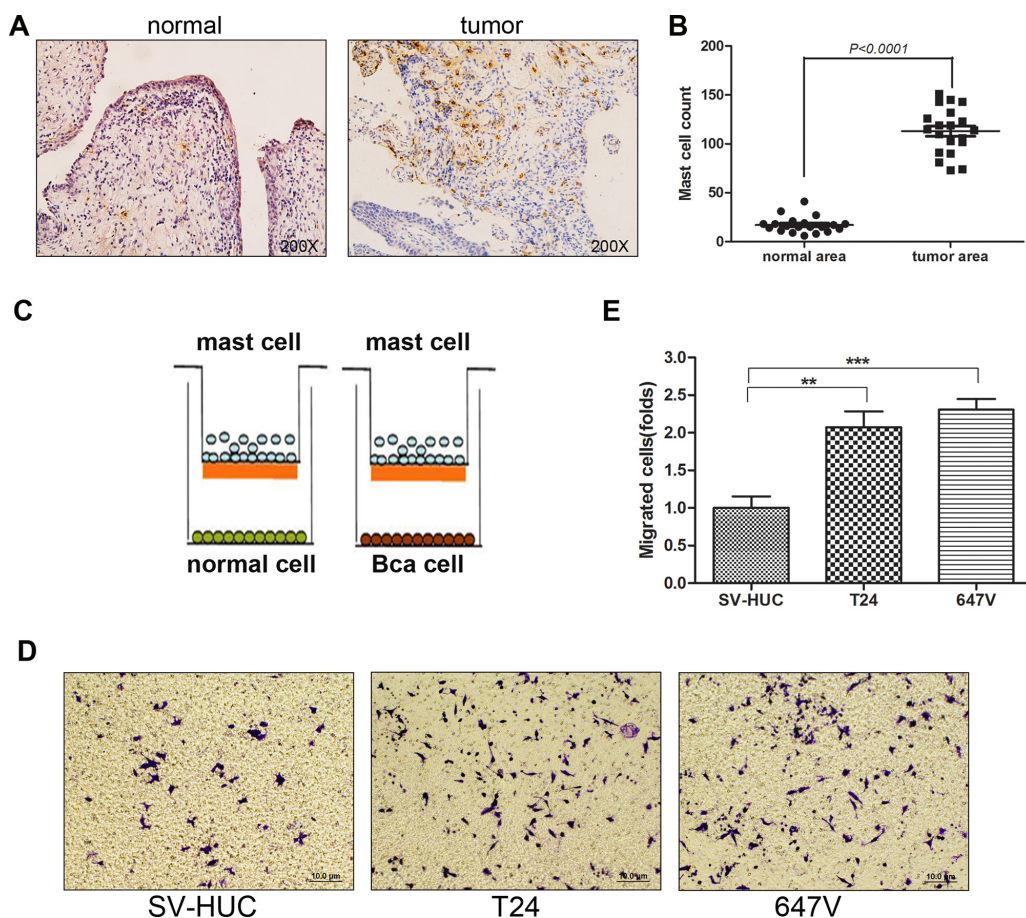 A
normal
tumor
200X
200X
B
P<0.0001
Mast cell count
200
150
100
50
0
normal area
tumor area
C
mast cell
mast cell
normal cell
Bca cell
E
Migrated cells(folds)
3.0
2.5
2.0
1.5
1.0
0.5
0.0
***
**
SV-HUC
T24
647V
D
10.0 µm
10.0 µm
10.0 µm
SV-HUC
T24
647V